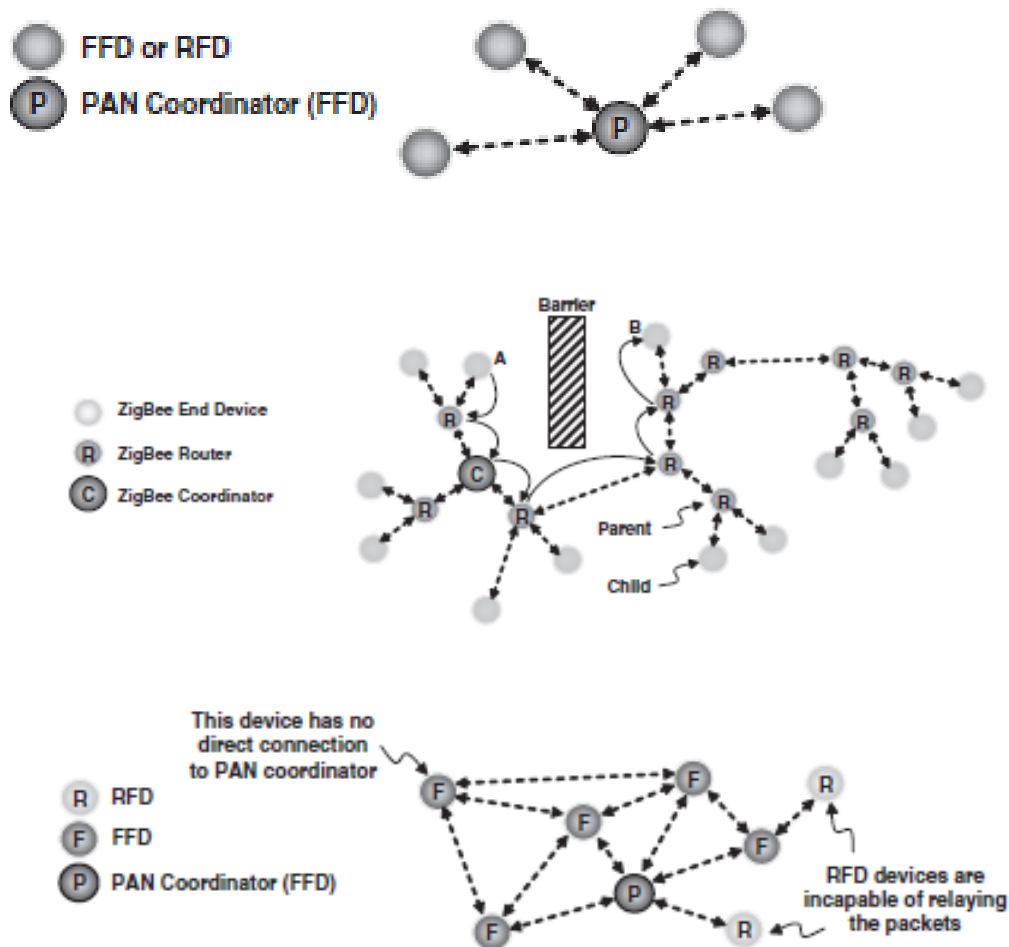 FFD or RFD
P PAN Coordinator (FFD)
P
Barrier
B
A
R
R
R
R
R
R
R
C
R
R
R
R
ZigBee End Device
R ZigBee Router
C ZigBee Coordinator
Parent
Child
This device has no
direct connection
to PAN coordinator
R RFD
F FFD
P PAN Coordinator (FFD)
F
F
R
F
F
P
F
R
RFD devices are
incapable of relaying
the packets